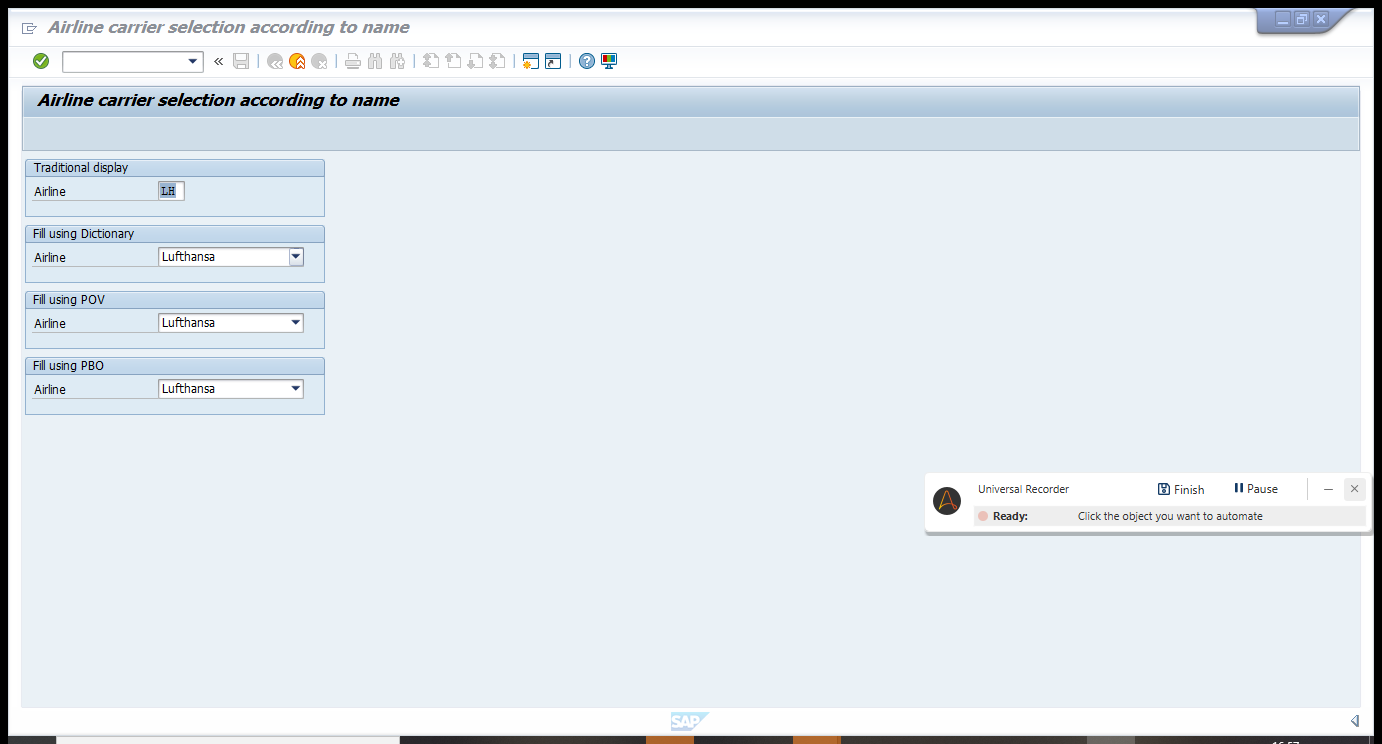 Airline carrier selection according to name
«
Airline carrier selection according to name
Traditional display
Airline LH
Fill using Dictionary
Airline Lufthansa
Fill using POV
Airline Lufthansa
Fill using PBO
Airline Lufthansa
Universal Recorder Finish Pause
Ready: Click the object you want to automate
SAP